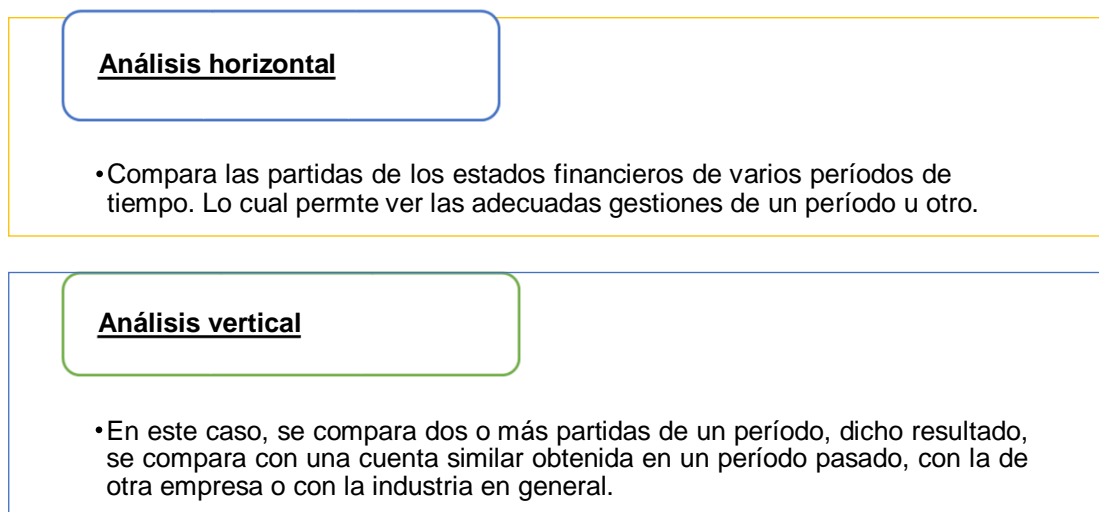 Análisis horizontal
•Compara las partidas de los estados financieros de varios períodos de
tiempo. Lo cual permte ver las adecuadas gestiones de un período u otro.
Análisis vertical
•En este caso, se compara dos o más partidas de un período, dicho resultado,
se compara con una cuenta similar obtenida en un período pasado, con la de
otra empresa o con la industria en general.